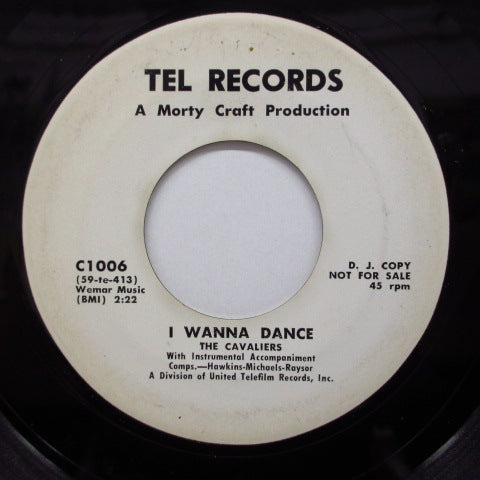 TEL RECORDS
A Morty Craft Production
C1006
(59-te-413)
Wemar Music
(BMI) 2:22
D. J. COPY
NOT FOR SALE
45 rpm
I WANNA DANCE
THE CAVALIERS
With Instrumental Accompaniment
Comps.—Hawkins-Michaels-Raysor
A Division of United Telefilm Records, Inc.